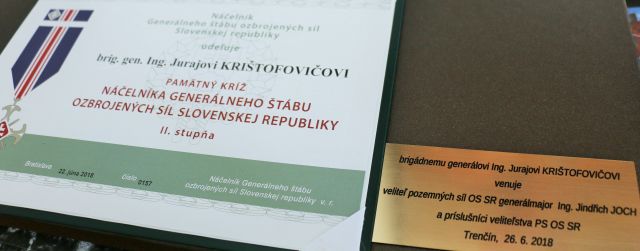 Náčelník
Generálneho štábu ozbrojených síl
Slovenskej republiky
udeľuje
brig. gen. Ing. Jurajovi KRIŠTOFOVIČOVI
PAMÄTNÝ KRÍŽ
NÁČELNÍKA GENERÁLNEHO ŠTÁBU
OZBROJENÝCH SÍL SLOVENSKEJ REPUBLIKY
II. stupňa
Bratislava
22. júna 2018
číslo
0157
Náčelník Generálneho štábu
ozbrojených síl Slovenskej republiky v. r.
brigádnemu generálovi Ing. Jurajovi KRIŠTOFOVIČOVI
venuje
veliteľ pozemných síl OS SR generálmajor Ing. Jindřich JOCH
a príslušníci veliteľstva PS OS SR
Trenčín, 26. 6. 2018